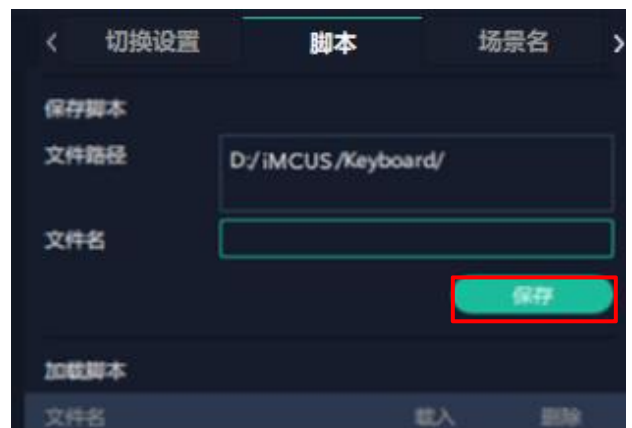 < 切换设置 脚本 场景名 >
保存脚本
文件路径 D:/iMCUS/Keyboard/
文件名
保存
加载脚本
文件名 载入 删除